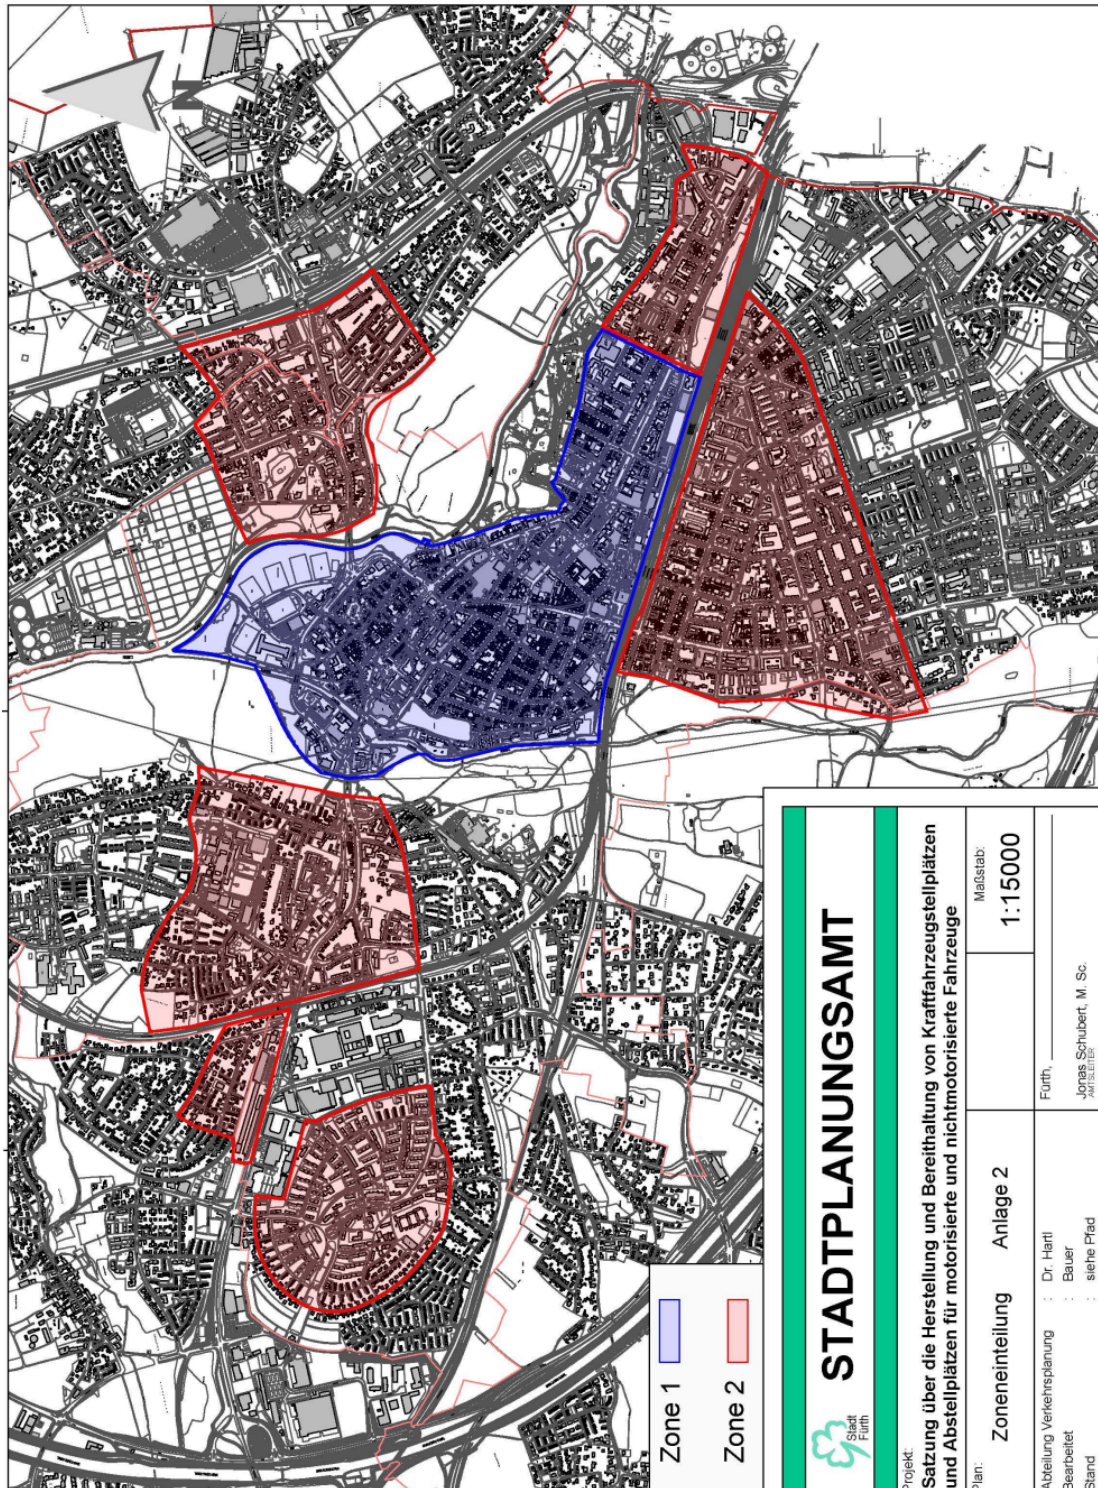 N
Zone 1
Zone 2
Stadt
Fürth
STADTPLANUNGSAMT
Projekt:
Satzung über die Herstellung und Bereithaltung von Kraftfahrzeugstellplätzen
und Abstellplätzen für motorisierte und nichtmotorisierte Fahrzeuge
Plan:
Zoneneinteilung Anlage 2
Maßstab:
1:15000
Abteilung Verkehrsplanung : Dr. Hartl
Bearbeitet : Bauer
Stand : siehe Pfad
Fürth,
Jonas Schubert, M. Sc.
AMTSLEITER